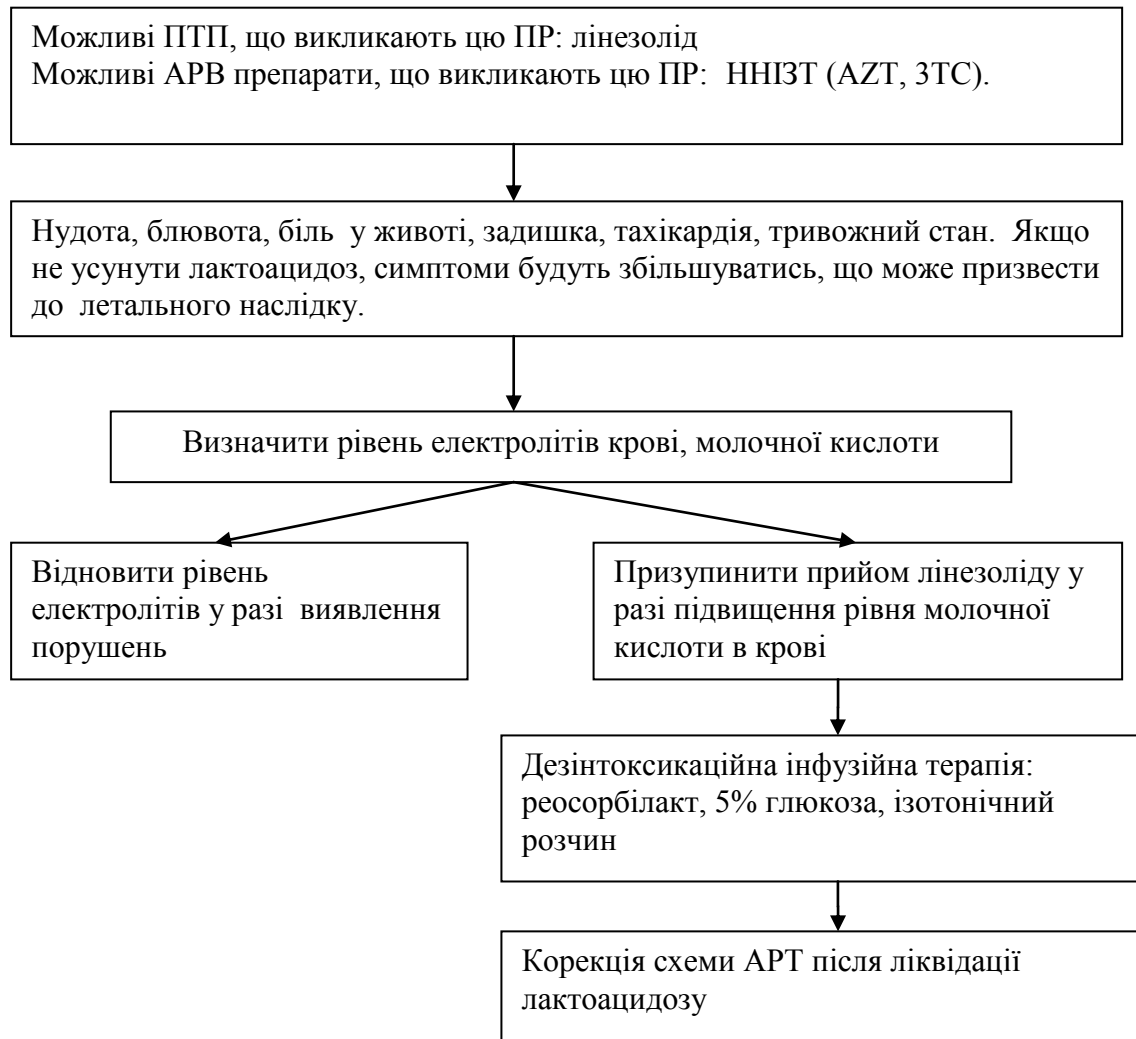 Можливі ПТП, що викликають цю ПР: лінезолід
Можливі АРВ препарати, що викликають цю ПР: ННІЗТ (AZT, 3TC).
Нудота, блювота, біль у животі, задишка, тахікардія, тривожний стан. Якщо
не усунути лактоацидоз, симптоми будуть збільшуватись, що може призвести
до летального наслідку.
Визначити рівень електролітів крові, молочної кислоти
Відновити рівень
електролітів у разі виявлення
порушень
Призупинити прийом лінезоліду у
разі підвищення рівня молочної
кислоти в крові
Дезінтоксикаційна інфузійна терапія:
реосорбілакт, 5% глюкоза, ізотонічний
розчин
Корекція схеми АРТ після ліквідації
лактоацидозу